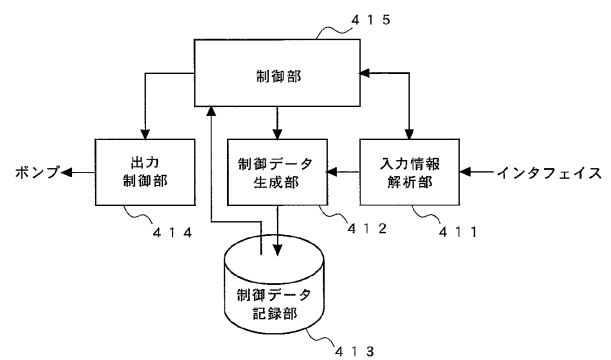 415
制御部
ポンプ
出力
制御部
制御データ
生成部
入力情報
解析部
インタフェイス
414
412
411
制御データ
記録部
413